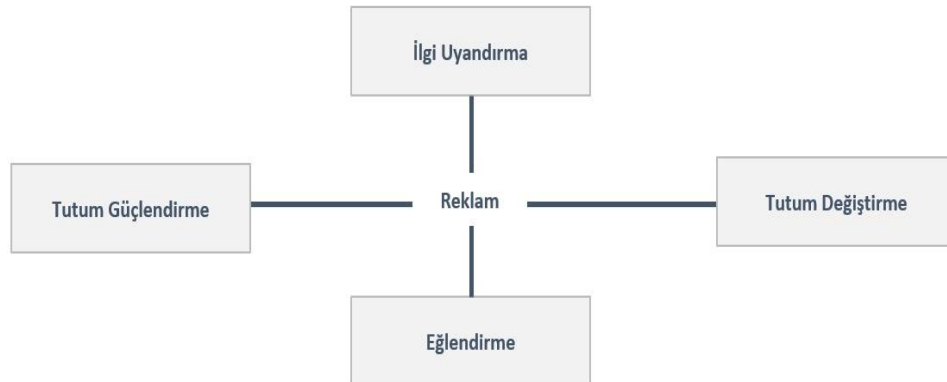 İlgi Uyandırma
Tutum Güçlendirme
Reklam
Tutum Değiştirme
Eğlendirme